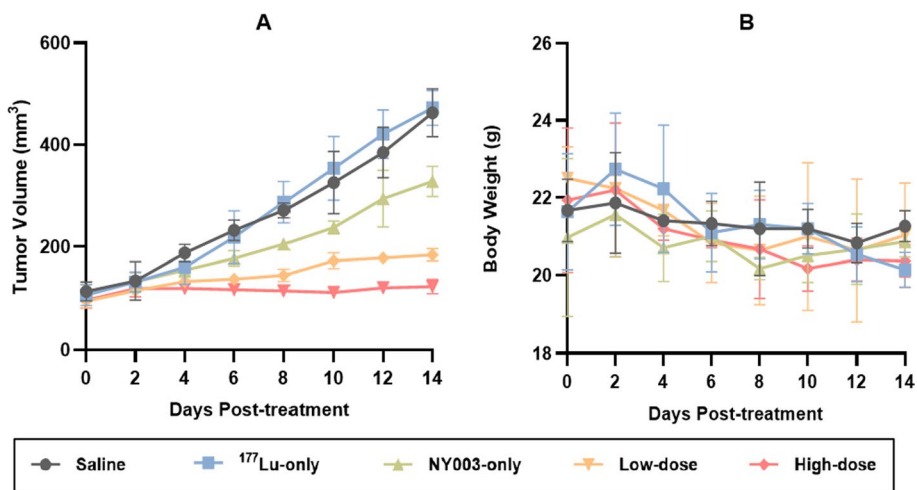 A
Tumor Volume (mm³)
600
400
200
0
0 2 4 6 8 10 12 14
Days Post-treatment
B
Body Weight (g)
26
24
22
20
18
0 2 4 6 8 10 12 14
Days Post-treatment
Saline ¹⁷⁷Lu-only NY003-only Low-dose High-dose